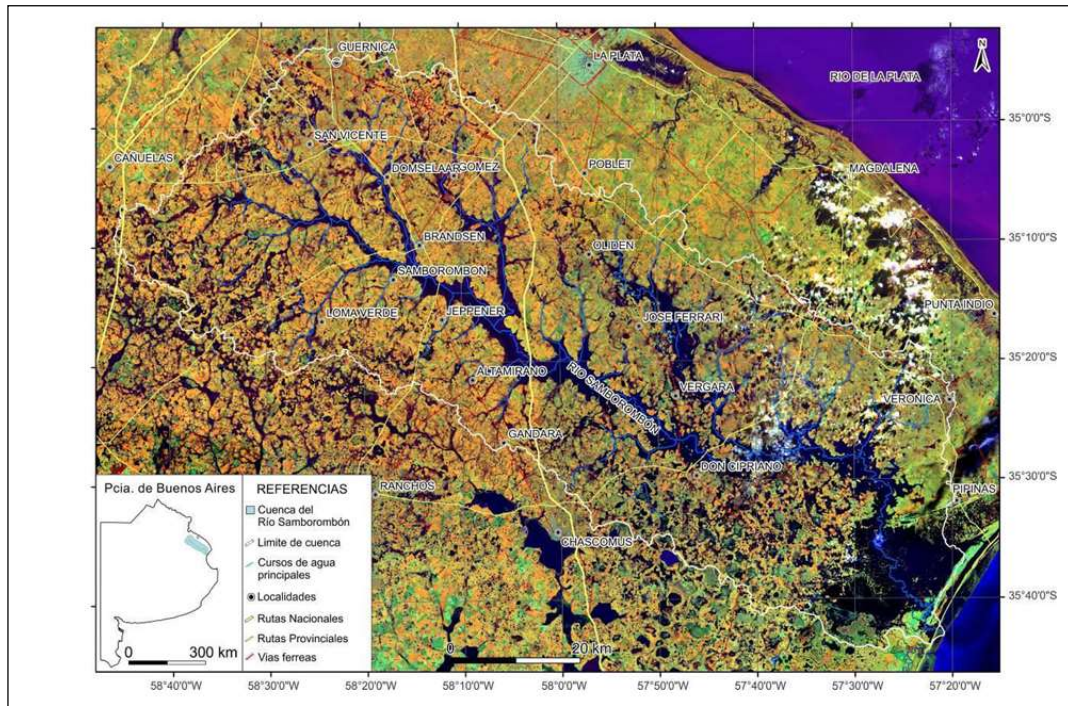 GUERNICA
LA PLATA
N
RIO DE LA PLATA
35°0'0"S
SAN VICENTE
CAÑUELAS
DOMSELAAR
GOMEZ
POBLET
MAGDALENA
35°10'0"S
BRANDSEN
OLIDEN
SAMBOROMBON
PUNTA INDIO
LOMA VERDE
JEPPENER
JOSE FERRARI
35°20'0"S
ALTAMIRANO
RIO SAMBOROMBÓN
VERGARA
VERONICA
GANDARA
DON CIPRIANO
35°30'0"S
RANCHOS
PIPINAS
CHASCOMUS
35°40'0"S
0 20 km
Pcia. de Buenos Aires
0 300 km
REFERENCIAS
Cuenca del
Río Samborombón
Limite de cuenca
Cursos de agua
principales
Localidades
Rutas Nacionales
Rutas Provinciales
Vias ferreas
58°40'0"W 58°30'0"W 58°20'0"W 58°10'0"W 58°0'0"W 57°50'0"W 57°40'0"W 57°30'0"W 57°20'0"W